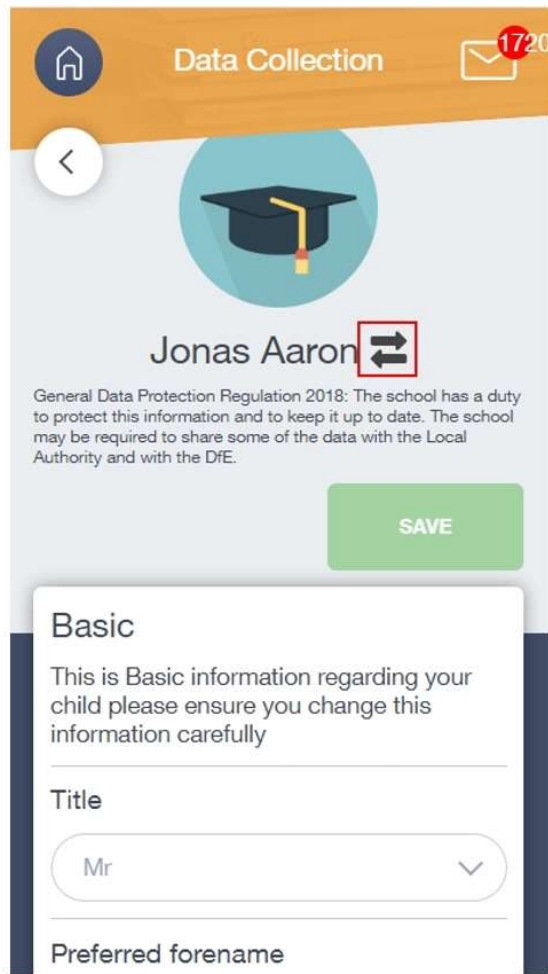 Data Collection
1720
Jonas Aaron
General Data Protection Regulation 2018: The school has a duty
to protect this information and to keep it up to date. The school
may be required to share some of the data with the Local
Authority and with the DfE.
SAVE
Basic
This is Basic information regarding your
child please ensure you change this
information carefully
Title
Mr
Preferred forename